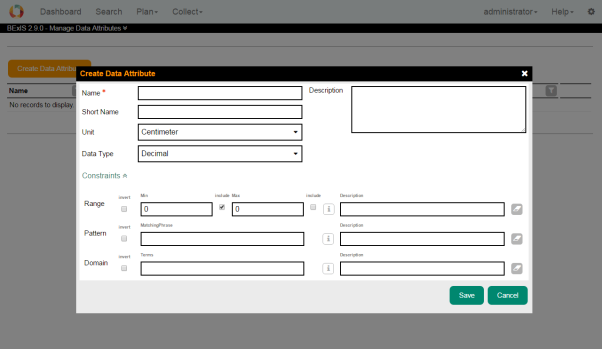 Dashboard Search Plan Collect administrator Help
BExIS 2.9.0 - Manage Data Attributes
Create Data Attribu
Create Data Attribute
Name
No records to display.
Name * Description
Short Name
Unit Centimeter
Data Type Decimal
Constraints
invert Min include Max include Description
Range 0 0
invert MatchingPhrase Description
Pattern
invert Terms Description
Domain
Save Cancel